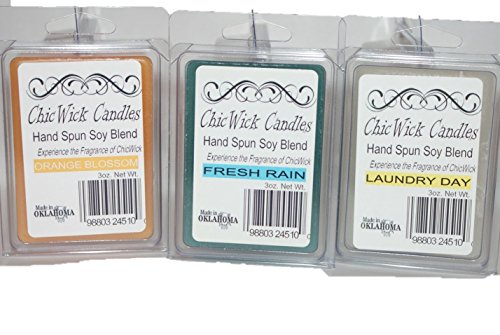 ChicWick Candles
Hand Spun Soy Blend
Experience the Fragrance of ChicWick
ORANGE BLOSSOM
3oz. Net Wt.
Made in
OKLAHOMA
98803 24510
ChicWick Candles
Hand Spun Soy Blend
Experience the Fragrance of ChicWick
FRESH RAIN
3oz. Net Wt.
Made in
OKLAHOMA
98803 24510
ChicWick Candles
Hand Spun Soy Blend
Experience the Fragrance of ChicWick
LAUNDRY DAY
3oz. Net Wt.
Made in
OKLAHOMA
98803 24510